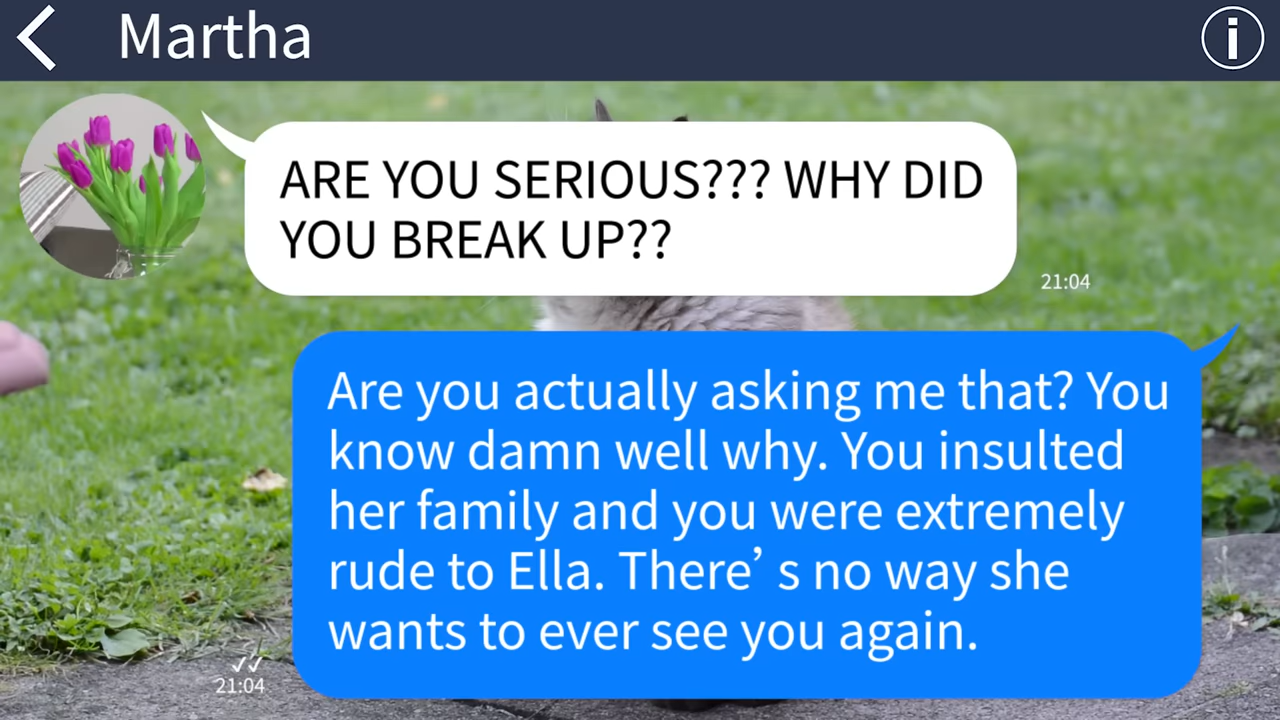 Martha
ARE YOU SERIOUS??? WHY DID
YOU BREAK UP??
21:04
Are you actually asking me that? You
know damn well why. You insulted
her family and you were extremely
rude to Ella. There’s no way she
wants to ever see you again.
21:04